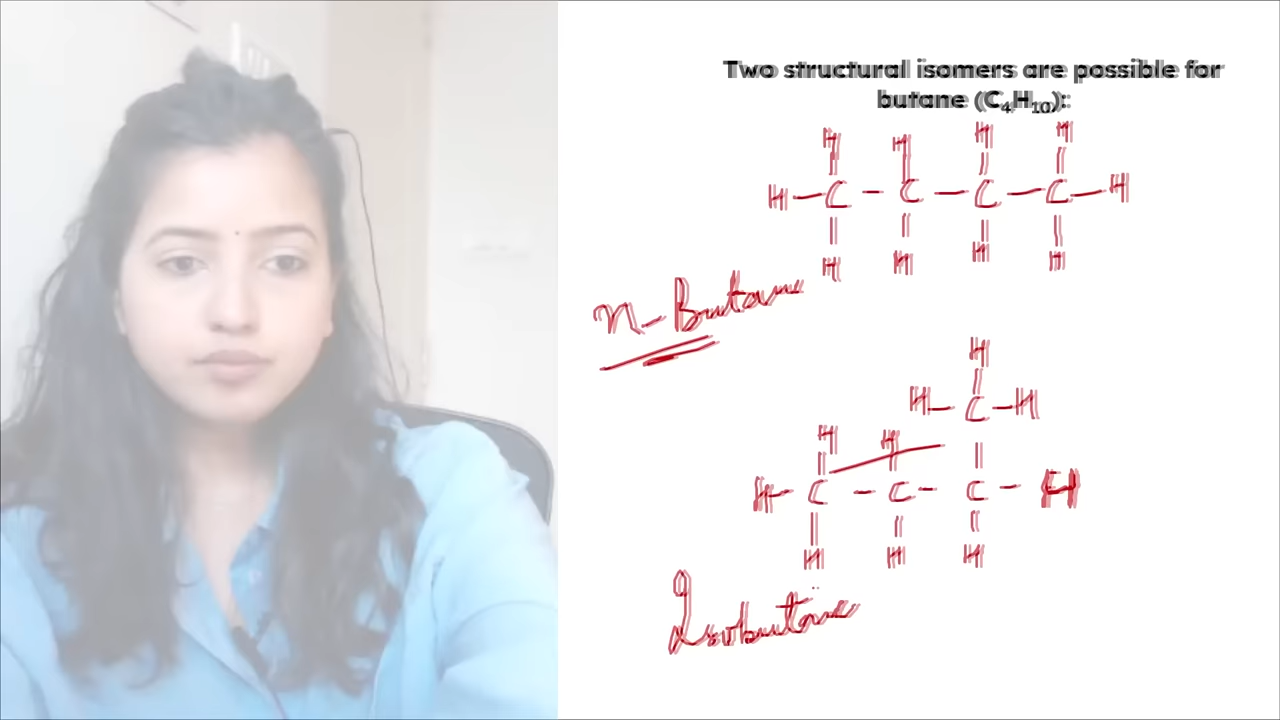 Two structural isomers are possible for
butane (C₄H₁₀):
H H H H
H – C – C – C – C – H
H H H H
n-Butane
H
H – C – H
H H
H – C – C – C – H
H H H
Isobutane